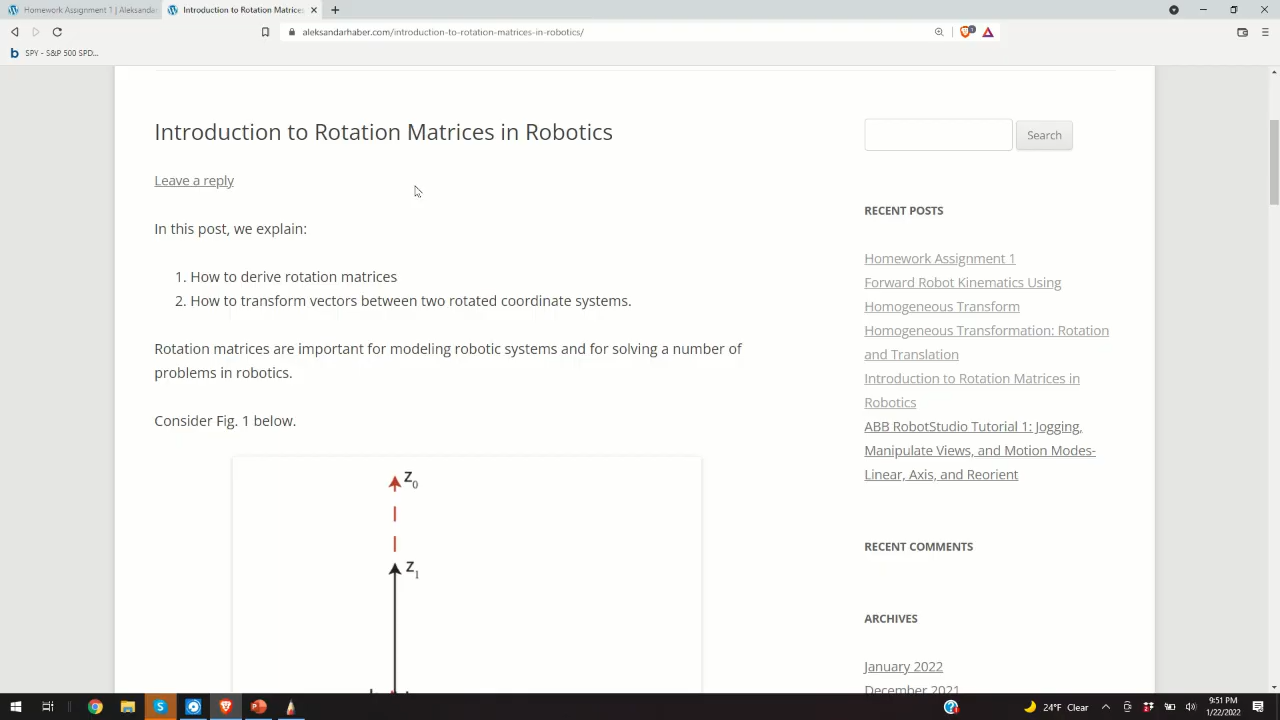 Homework Assignment 1 | Aleksanda
Introduction to Rotation Matrices
aleksandarhaber.com/introduction-to-rotation-matrices-in-robotics/
SPY - S&P 500 SPD...
Introduction to Rotation Matrices in Robotics
Leave a reply
In this post, we explain:
1. How to derive rotation matrices
2. How to transform vectors between two rotated coordinate systems.
Rotation matrices are important for modeling robotic systems and for solving a number of
problems in robotics.
Consider Fig. 1 below.
Z0
Z1
Search
RECENT POSTS
Homework Assignment 1
Forward Robot Kinematics Using
Homogeneous Transform
Homogeneous Transformation: Rotation
and Translation
Introduction to Rotation Matrices in
Robotics
ABB RobotStudio Tutorial 1: Jogging,
Manipulate Views, and Motion Modes-
Linear, Axis, and Reorient
RECENT COMMENTS
ARCHIVES
January 2022
December 2021
24°F Clear
9:51 PM
1/22/2022